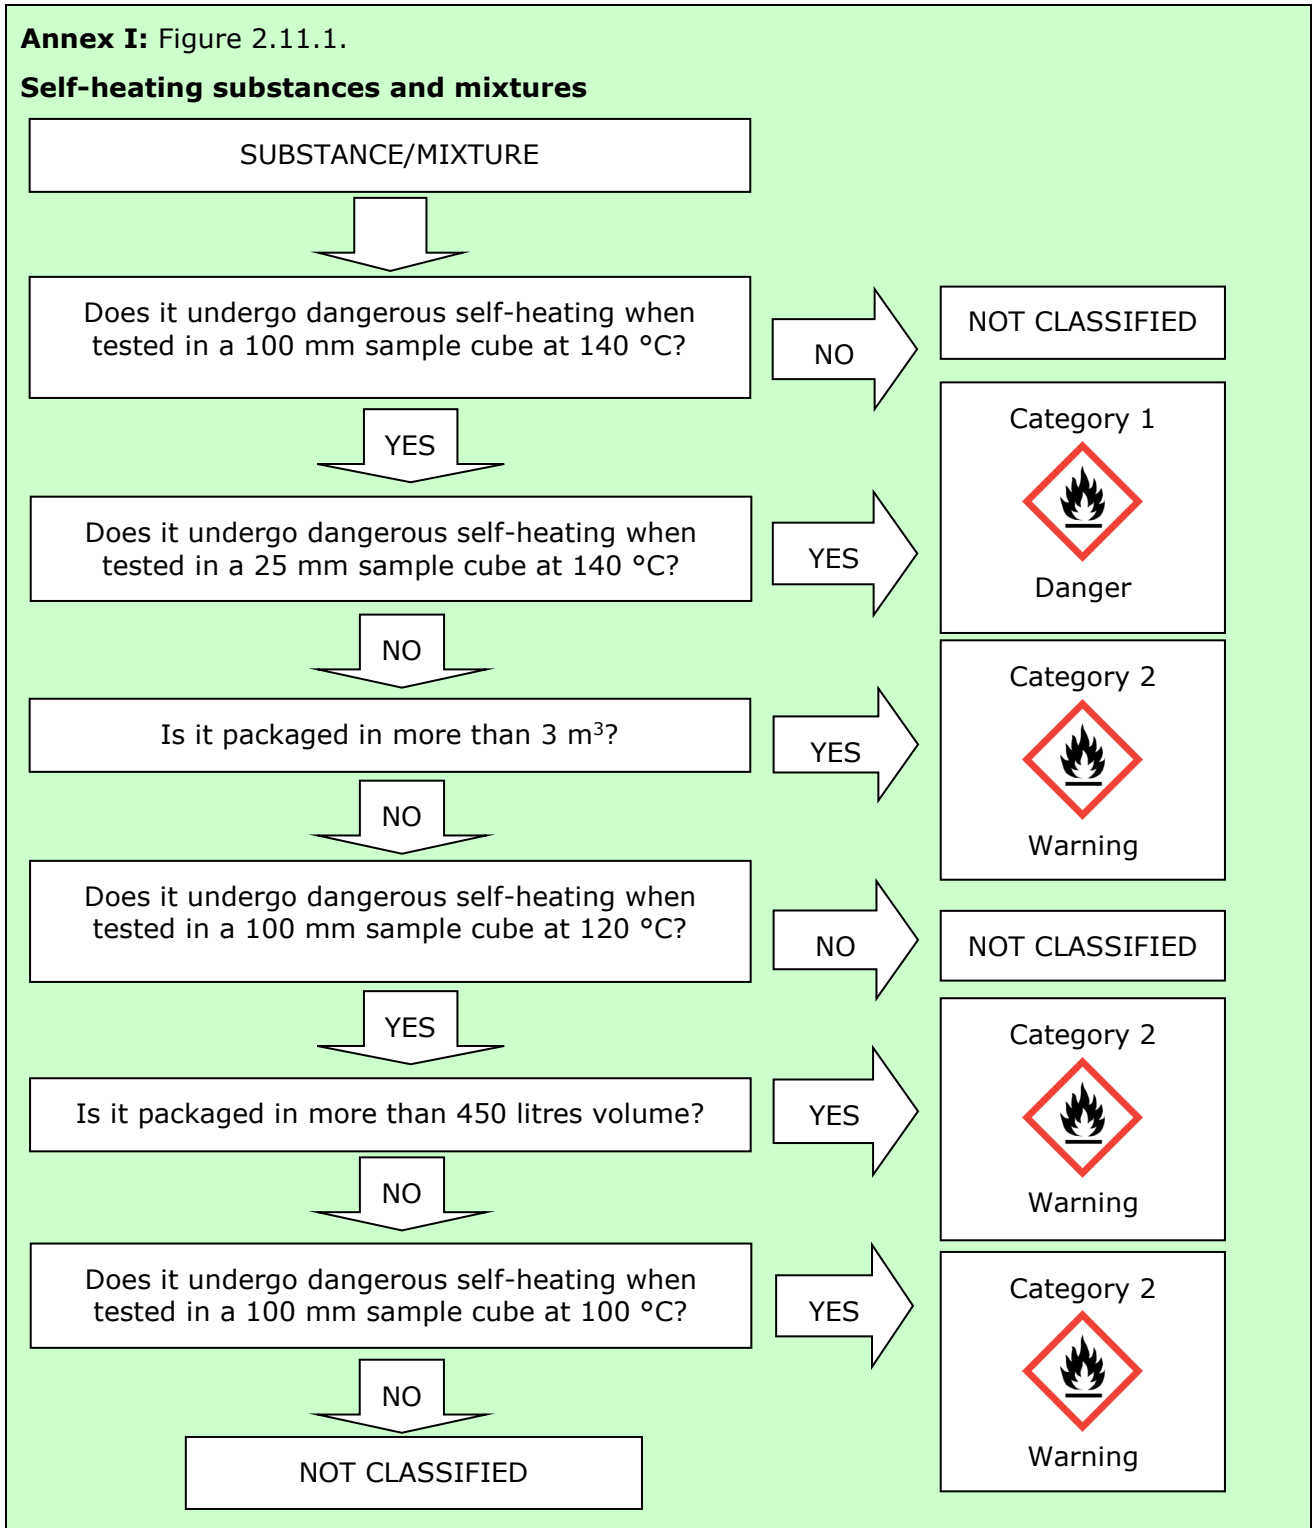 Annex I: Figure 2.11.1.
Self-heating substances and mixtures
SUBSTANCE/MIXTURE
Does it undergo dangerous self-heating when
tested in a 100 mm sample cube at 140 °C?
NO
NOT CLASSIFIED
YES
Category 1
Danger
Does it undergo dangerous self-heating when
tested in a 25 mm sample cube at 140 °C?
YES
NO
Category 2
Warning
Is it packaged in more than 3 m³?
YES
NO
Does it undergo dangerous self-heating when
tested in a 100 mm sample cube at 120 °C?
NO
NOT CLASSIFIED
YES
Category 2
Warning
Is it packaged in more than 450 litres volume?
YES
NO
Does it undergo dangerous self-heating when
tested in a 100 mm sample cube at 100 °C?
YES
Category 2
Warning
NO
NOT CLASSIFIED